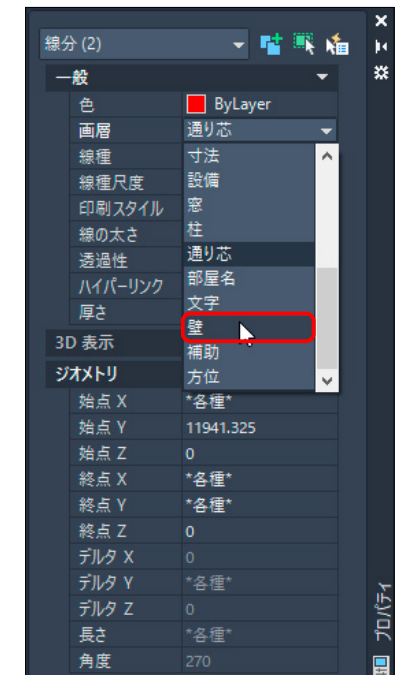 線分 (2)
一般
色 ByLayer
画層 通り芯
線種 寸法
線種尺度 設備
印刷スタイル 窓
線の太さ 柱
透過性 通り芯
ハイパーリンク 部屋名
厚さ 文字
壁
3D 表示 補助
ジオメトリ 方位
始点 X *各種*
始点 Y 11941.325
始点 Z 0
終点 X *各種*
終点 Y *各種*
終点 Z 0
デルタ X 0
デルタ Y *各種*
デルタ Z 0
長さ *各種*
角度 270
プロパティ